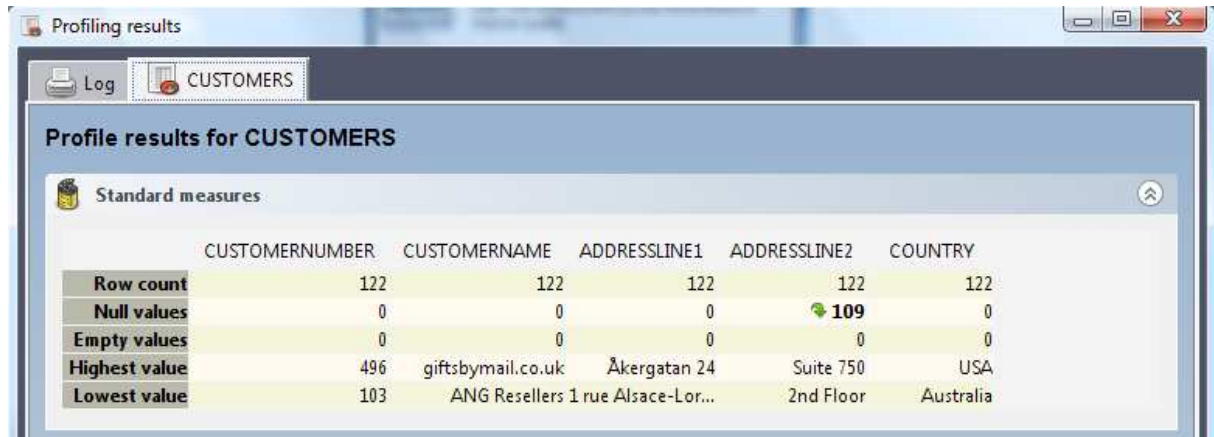 Profiling results
Log CUSTOMERS
Profile results for CUSTOMERS
Standard measures
CUSTOMERNUMBER CUSTOMERNAME ADDRESSLINE1 ADDRESSLINE2 COUNTRY
Row count 122 122 122 122 122
Null values 0 0 0 109 0
Empty values 0 0 0 0 0
Highest value 496 giftsbymail.co.uk Åkergatan 24 Suite 750 USA
Lowest value 103 ANG Resellers 1 rue Alsace-Lor... 2nd Floor Australia